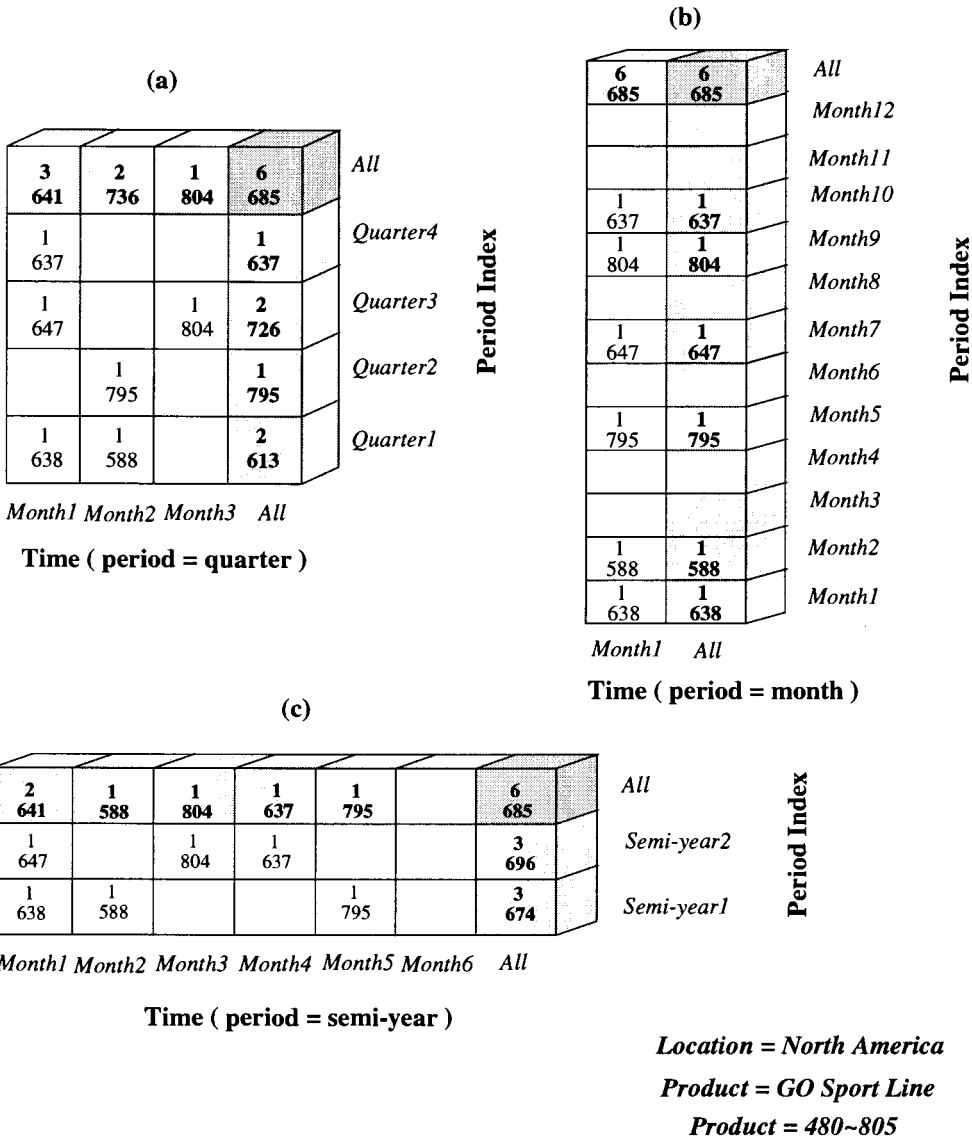 (a)
3 2 1 6
641 736 804 685
All
1 1
637 637
Quarter4
1 1 2
647 804 726
Quarter3
1 1
795 795
Quarter2
1 1 2
638 588 613
Quarter1
Month1 Month2 Month3 All
Time ( period = quarter )
Period Index
(b)
6 6
685 685
All
Month12
Month11
Month10
1 1
637 637
Month9
1 1
804 804
Month8
Month7
1 1
647 647
Month6
Month5
1 1
795 795
Month4
Month3
Month2
1 1
588 588
Month1
1 1
638 638
Month1 All
Time ( period = month )
Period Index
(c)
2 1 1 1 1 6
641 588 804 637 795 685
All
1 1 1 3
647 804 637 696
Semi-year2
1 1 1 3
638 588 795 674
Semi-year1
Month1 Month2 Month3 Month4 Month5 Month6 All
Time ( period = semi-year )
Period Index
Location = North America
Product = GO Sport Line
Product = 480~805